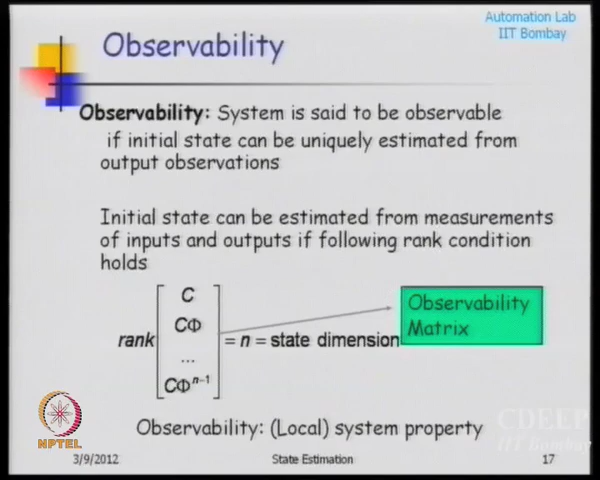 Automation Lab
IIT Bombay
Observability
Observability: System is said to be observable
if initial state can be uniquely estimated from
output observations
Initial state can be estimated from measurements
of inputs and outputs if following rank condition
holds
rank [ C
CΦ
...
CΦⁿ⁻¹ ] = n = state dimension
Observability
Matrix
Observability: (Local) system property
NPTEL
CDEEP
IIT Bombay
3/9/2012
State Estimation
17